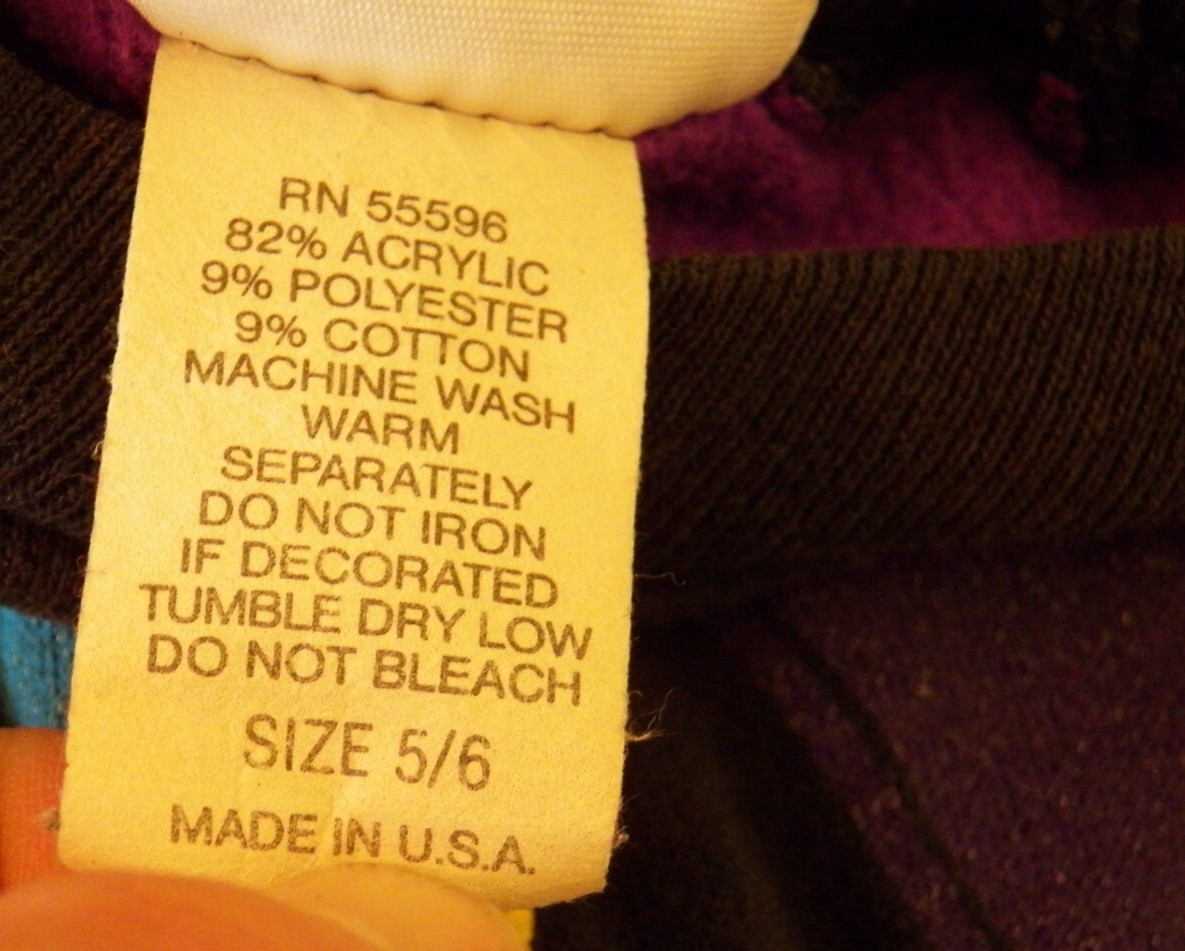 RN 55596
82% ACRYLIC
9% POLYESTER
9% COTTON
MACHINE WASH
WARM
SEPARATELY
DO NOT IRON
IF DECORATED
TUMBLE DRY LOW
DO NOT BLEACH
SIZE 5/6
MADE IN U.S.A.